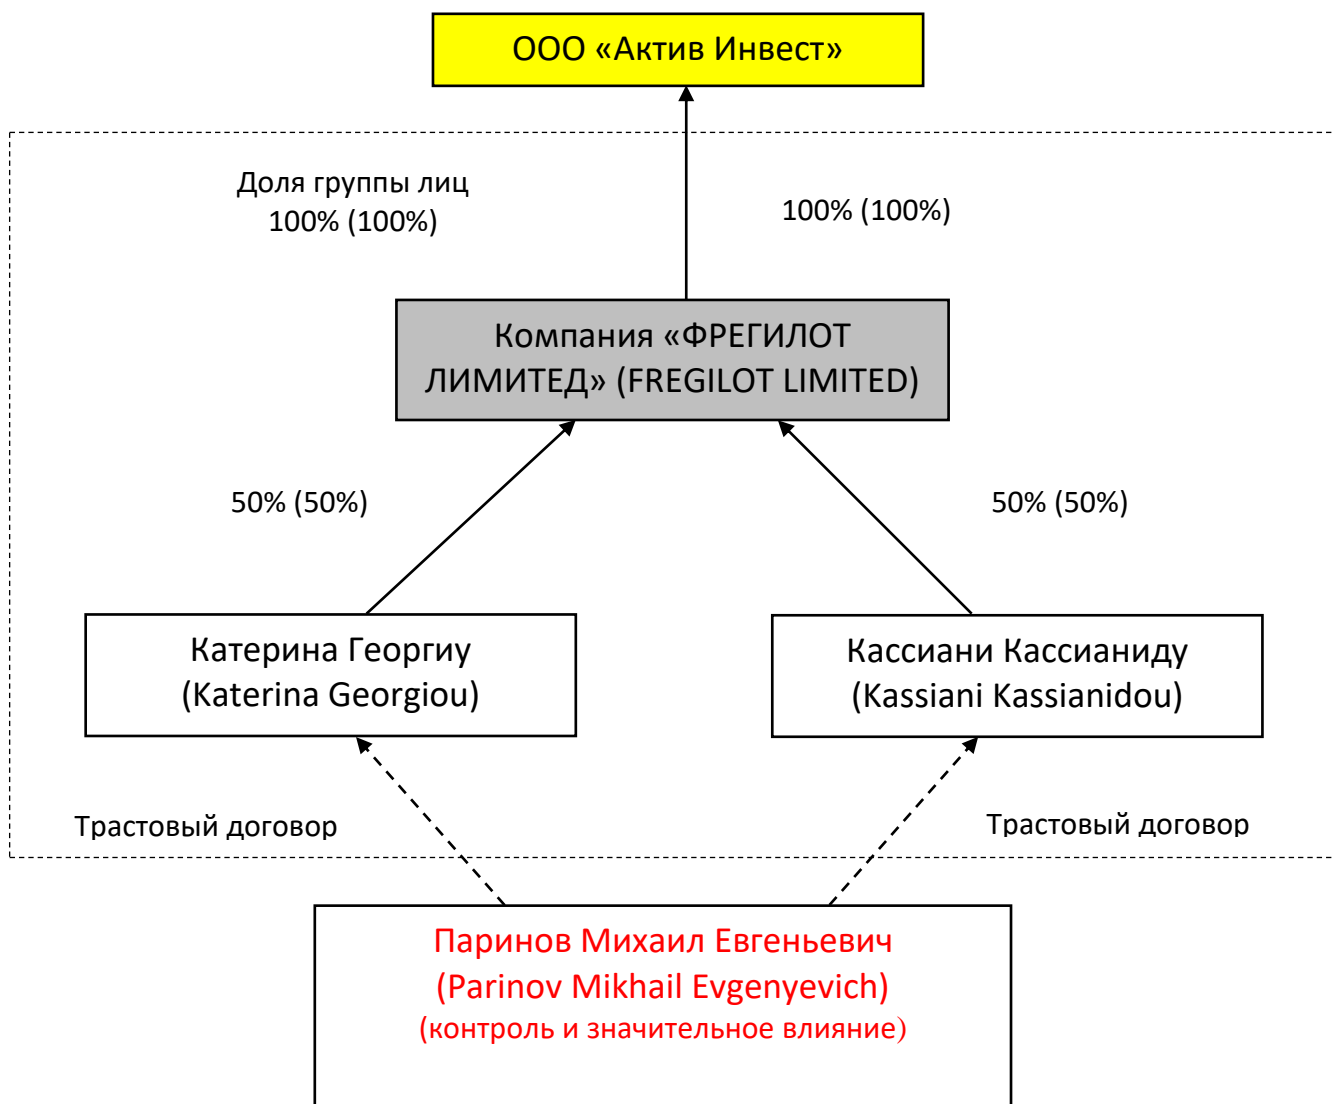 ООО «Актив Инвест»
Доля группы лиц
100% (100%)
100% (100%)
Компания «ФРЕГИЛОТ
ЛИМИТЕД» (FREGILOT LIMITED)
50% (50%)
50% (50%)
Катерина Георгиу
(Katerina Georgiou)
Кассиани Кассианиду
(Kassiani Kassianidou)
Трастовый договор
Трастовый договор
Паринов Михаил Евгеньевич
(Parinov Mikhail Evgenyevich)
(контроль и значительное влияние)